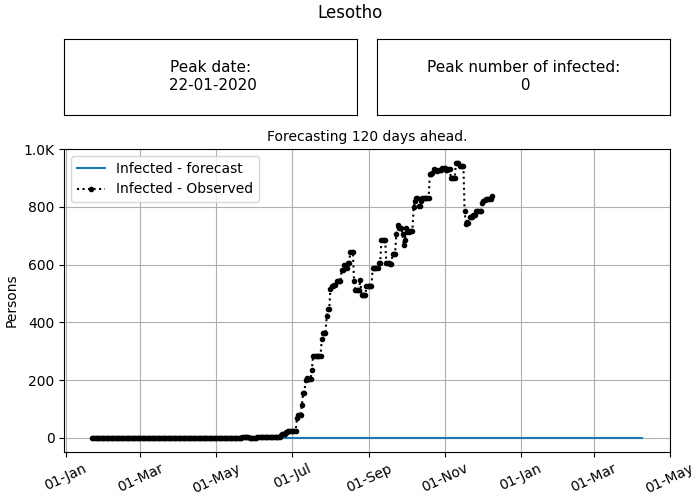 Lesotho
Peak date:
22-01-2020
Peak number of infected:
0
Forecasting 120 days ahead.
Infected - forecast
Infected - Observed
Persons
1.0K
800
600
400
200
0
01-Jan
01-Mar
01-May
01-Jul
01-Sep
01-Nov
01-Jan
01-Mar
01-May